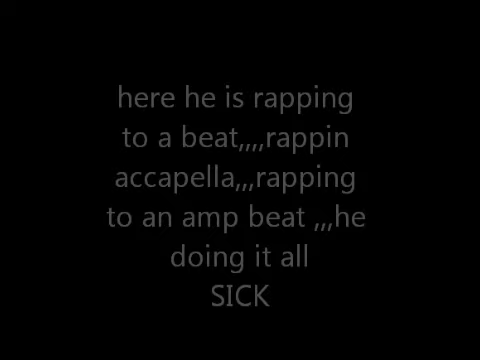 here he is rapping
to a beat,,,,rappin
accapella,,,rapping
to an amp beat ,,,he
doing it all
SICK